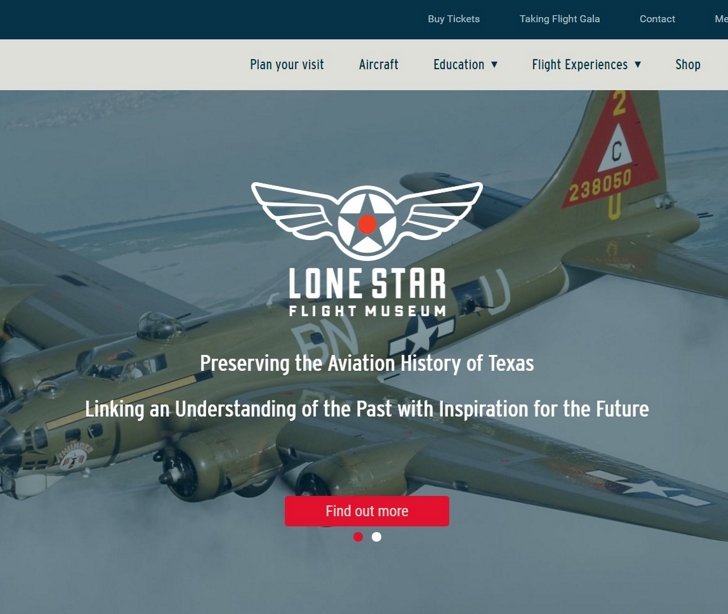 Buy Tickets Taking Flight Gala Contact Me
Plan your visit Aircraft Education ▼ Flight Experiences ▼ Shop
2
C
238050
U
LONE STAR
FLIGHT MUSEUM
BN U
Preserving the Aviation History of Texas
Linking an Understanding of the Past with Inspiration for the Future
Find out more